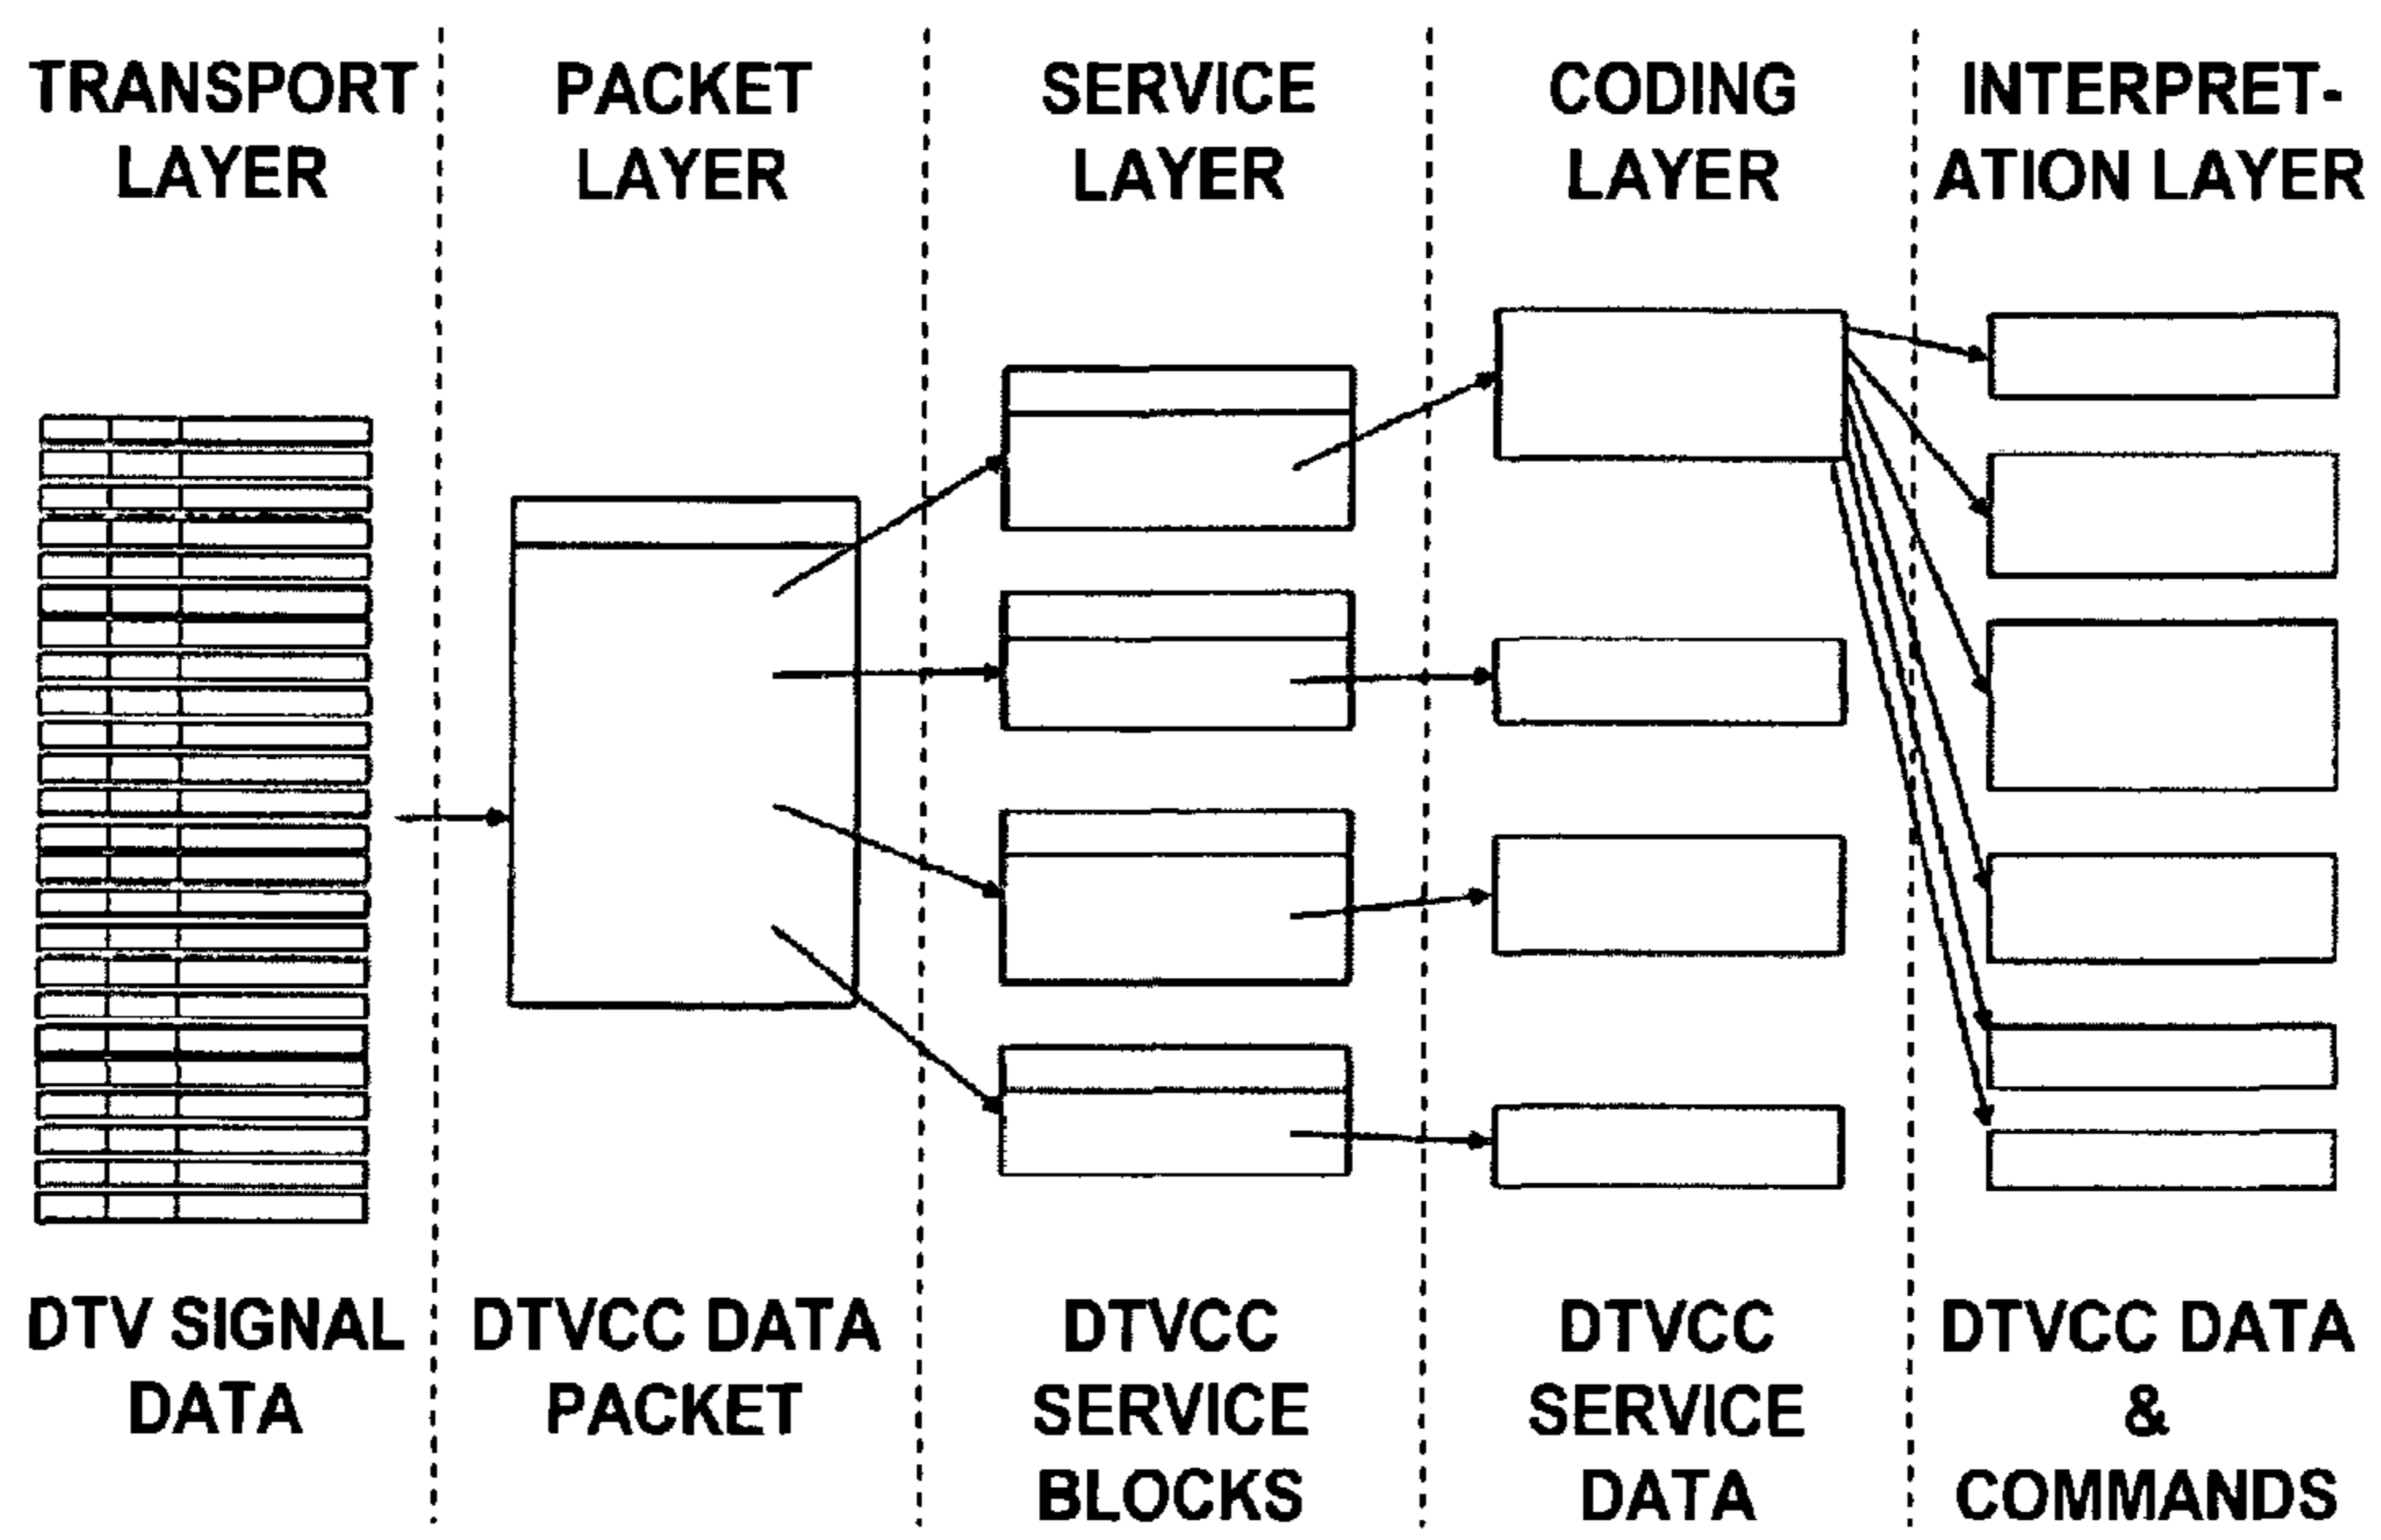 TRANSPORT
LAYER
PACKET
LAYER
SERVICE
LAYER
CODING
LAYER
INTERPRET-
ATION LAYER
DTV SIGNAL
DATA
DTVCC DATA
PACKET
DTVCC
SERVICE
BLOCKS
DTVCC
SERVICE
DATA
DTVCC DATA
&
COMMANDS